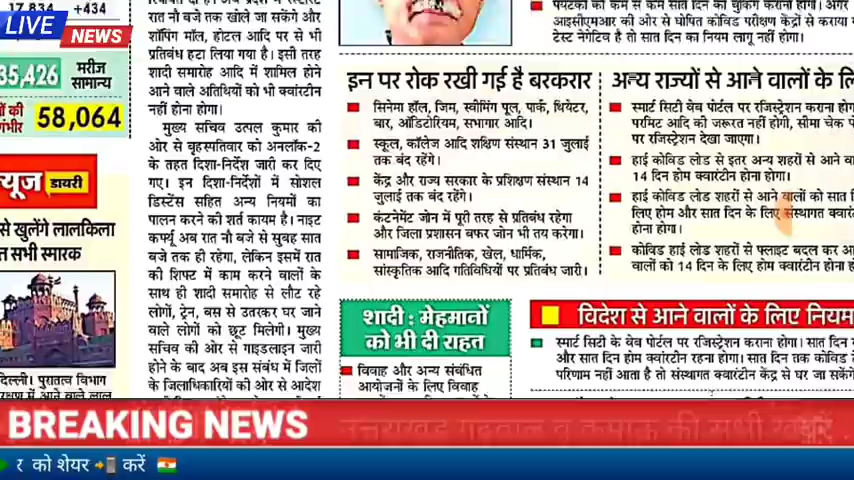 17,834 +434
LIVE NEWS
35,426 मरीज सामान्य
58,064
न्यूज डायरी
से खुलेंगे लालकिला
त सभी स्मारक
दिल्ली। पुरातत्व विभाग
रात नौ बजे तक खोले जा सकेंगे और
शॉपिंग मॉल, होटल आदि पर से भी
प्रतिबंध हटा लिया गया है। इसी तरह
शादी समारोह आदि में शामिल होने
आने वाले अतिथियों को भी क्वारंटीन
नहीं होना होगा।
मुख्य सचिव उत्पल कुमार की
ओर से बृहस्पतिवार को अनलॉक-2
के तहत दिशा-निर्देश जारी कर दिए
गए। इन दिशा-निर्देशों में सोशल
डिस्टेंस सहित अन्य नियमों का
पालन करने की शर्त कायम है। नाइट
कर्फ्यू अब रात नौ बजे से सुबह सात
बजे तक ही रहेगा, लेकिन इसमें रात
की शिफ्ट में काम करने वालों के
साथ ही शादी समारोह से लौट रहे
लोगों, ट्रेन, बस से उतरकर घर जाने
वाले लोगों को छूट मिलेगी। मुख्य
सचिव की ओर से गाइडलाइन जारी
होने के बाद अब इस संबंध में जिलों
के जिलाधिकारियों की ओर से आदेश
पर्यटकों को कम से कम सात दिन की बुकिंग करानी होगी। अगर
आइसीएमआर की ओर से घोषित कोविड परीक्षण केंद्रों से कराया
टेस्ट नेगेटिव है तो सात दिन का नियम लागू नहीं होगा।
इन पर रोक रखी गई है बरकरार
सिनेमा हॉल, जिम, स्वीमिंग पूल, पार्क, थियेटर,
बार, ऑडिटोरियम, सभागार आदि।
स्कूल, कॉलेज आदि शक्षिण संस्थान 31 जुलाई
तक बंद रहेंगे।
केंद्र और राज्य सरकार के प्रशिक्षण संस्थान 14
जुलाई तक बंद रहेंगे।
कंटेनमेंट जोन में पूरी तरह से प्रतिबंध रहेगा
और जिला प्रशासन बफर जोन भी तय करेगा।
सामाजिक, राजनीतिक, खेल, धार्मिक,
सांस्कृतिक आदि गतिविधियों पर प्रतिबंध जारी।
अन्य राज्यों से आने वालों के
स्मार्ट सिटी वेब पोर्टल पर रजिस्ट्रेशन कराना होगा
परमिट आदि की जरूरत नहीं होगी, सीमा चेक
पर रजिस्ट्रेशन देखा जाएगा।
हाई कोविड लोड से इतर अन्य शहरों से आने
14 दिन होम क्वारंटीन होना होगा।
हाई कोविड लोड शहरों से आने वालों को सात
लिए होम और सात दिन के लिए संस्थागत
होना होगा।
कोविड हाई लोड शहरों से फ्लाइट बदल कर
वालों को 14 दिन के लिए होम क्वारंटीन होना
शादी : मेहमानों
को भी दी राहत
विवाह और अन्य संबंधित
आयोजनों के लिए विवाह
विदेश से आने वालों के लिए नियम
स्मार्ट सिटी के वेब पोर्टल पर रजिस्ट्रेशन कराना होगा। सात दिन
और सात दिन होम क्वारंटीन रहना होगा। सात दिन तक कोविड
परिणाम नहीं आता है तो संस्थागत क्वारंटीन केंद्र से घर जा सकेंगे
BREAKING NEWS
र को शेयर करें